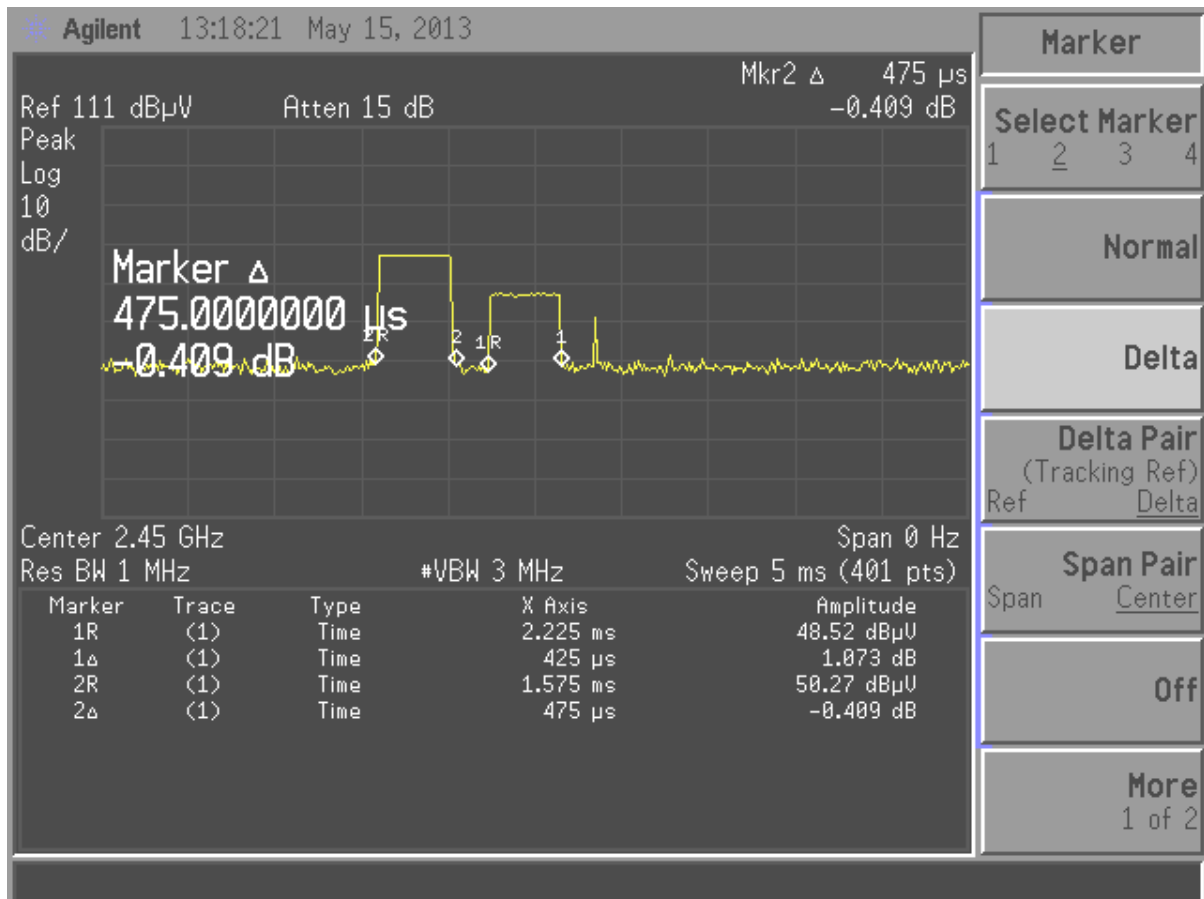 Agilent 13:18:21 May 15, 2013
Mkr2 Δ 475 µs
Ref 111 dBµV Atten 15 dB -0.409 dB
Peak
Log
10
dB/
Marker Δ
475.0000000 µs
-0.409 dB
2R 2 1R 1
Center 2.45 GHz Span 0 Hz
Res BW 1 MHz #VBW 3 MHz Sweep 5 ms (401 pts)
Marker Trace Type X Axis Amplitude
1R (1) Time 2.225 ms 48.52 dBµV
1Δ (1) Time 425 µs 1.073 dB
2R (1) Time 1.575 ms 50.27 dBµV
2Δ (1) Time 475 µs -0.409 dB
Marker
Select Marker
1 2 3 4
Normal
Delta
Delta Pair
(Tracking Ref)
Ref Delta
Span Pair
Span Center
Off
More
1 of 2